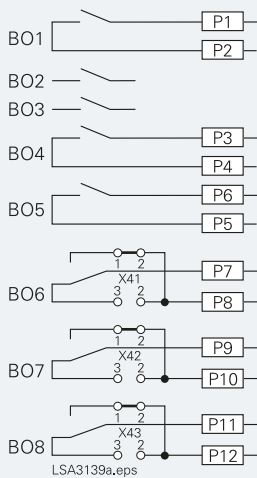 BO1 P1
P2
BO2
BO3
BO4 P3
P4
BO5 P6
P5
1 2
X41
BO6 P7
3 2
P8
1 2
X42
BO7 P9
3 2
P10
1 2
X43
BO8 P11
3 2
P12
LSA3139a.eps